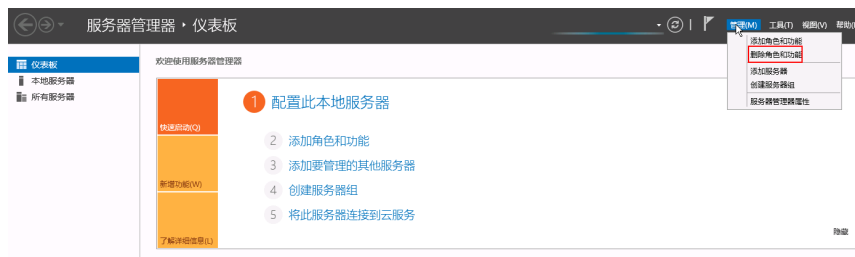 服务器管理器 · 仪表板
管理(M) 工具(T) 视图(V) 帮助(
添加角色和功能
删除角色和功能
添加服务器
创建服务器组
服务器管理器属性
仪表板
本地服务器
所有服务器
欢迎使用服务器管理器
快速启动(Q)
新增功能(W)
了解详细信息(L)
1 配置此本地服务器
2 添加角色和功能
3 添加要管理的其他服务器
4 创建服务器组
5 将此服务器连接到云服务
隐藏